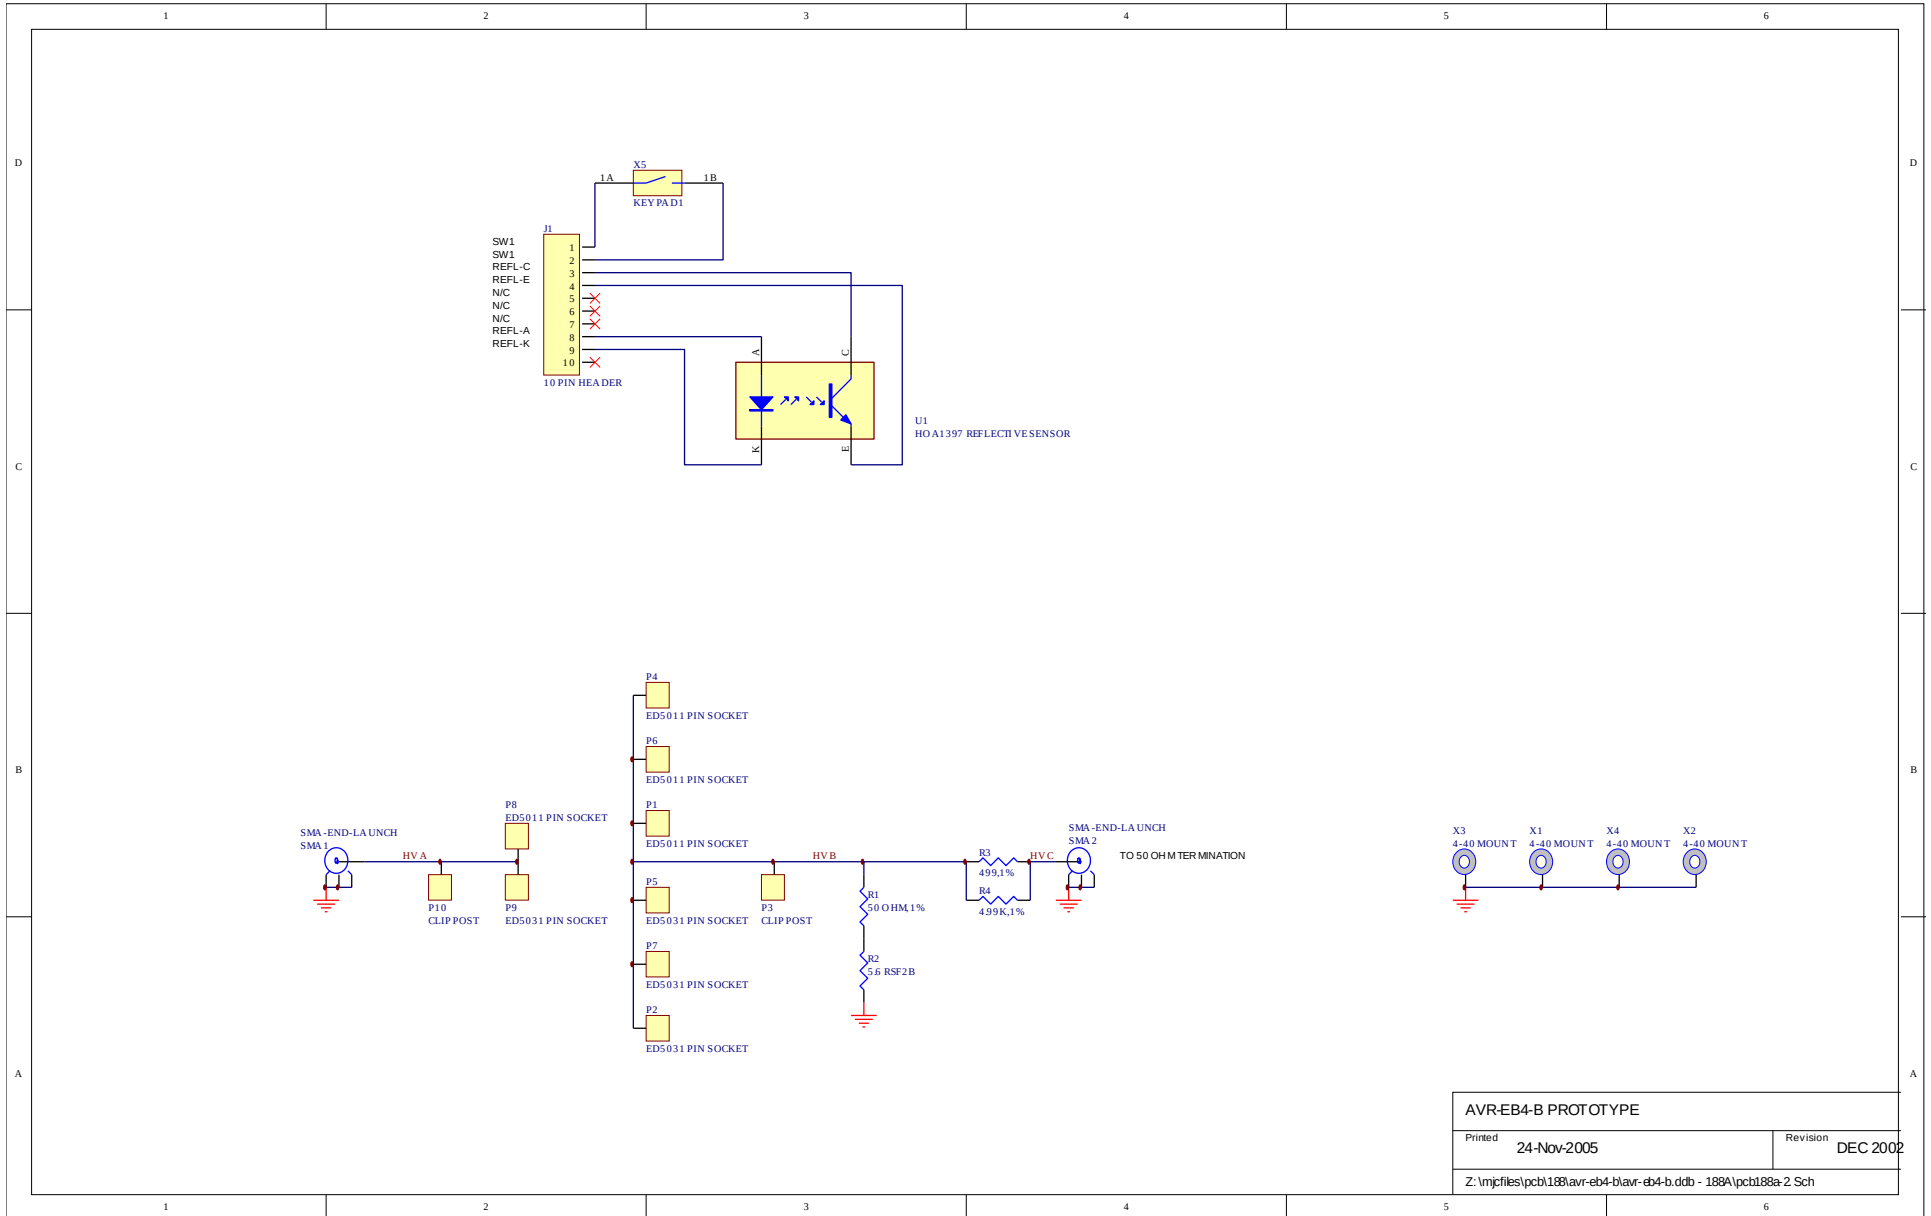 1 2 3 4 5 6
D D
X5
1A 1B
KEYPAD1
J1
SW1 1
SW1 2
REFL-C 3
REFL-E 4
N/C 5
N/C 6
N/C 7
REFL-A 8
REFL-K 9
10
10 PIN HEADER
A C
K E
U1
HOA1397 REFLECTIVE SENSOR
C C
P4
ED5011 PIN SOCKET
P6
ED5011 PIN SOCKET
B B
P8
ED5011 PIN SOCKET
P1
ED5011 PIN SOCKET
SMA-END-LAUNCH
SMA1
HVA
P10
CLIP POST
P9
ED5031 PIN SOCKET
P5
ED5031 PIN SOCKET
P3
CLIP POST
HVB
R1
50 OHM,1%
R2
5.6 RSF2B
R3
499,1%
R4
4.99K,1%
HVC
SMA-END-LAUNCH
SMA2
TO 50 OHM TERMINATION
X3
4-40 MOUNT
X1
4-40 MOUNT
X4
4-40 MOUNT
X2
4-40 MOUNT
P7
ED5031 PIN SOCKET
P2
ED5031 PIN SOCKET
A A
AVR-EB4-B PROTOTYPE
Printed 24-Nov-2005
Revision DEC 2002
Z:\mjcfiles\pcb\188\avr-eb4-b\avr-eb4-b.ddb - 188A\pcb188a-2.Sch
1 2 3 4 5 6